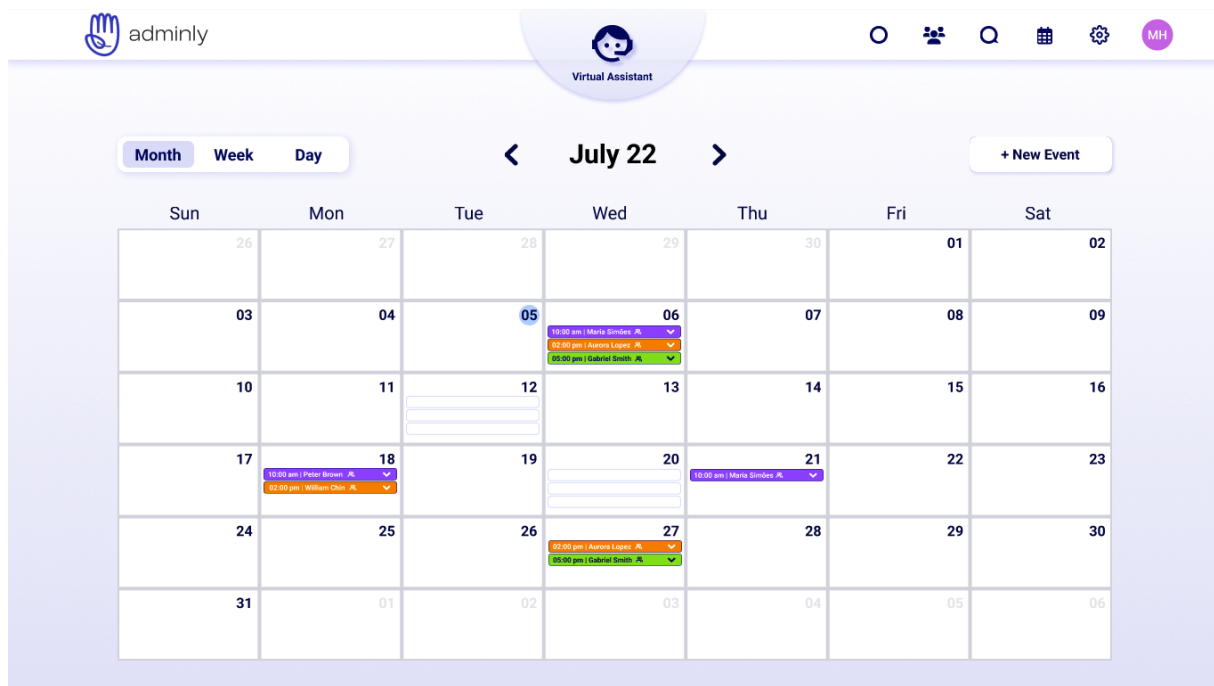 adminly
MH
Virtual Assistant
Month Week Day
July 22
+ New Event
Sun Mon Tue Wed Thu Fri Sat
26 27 28 29 30 01 02
03 04 05 06 07 08 09
10:00 am | Maria Simões
02:00 pm | Aurora Lopez
05:00 pm | Gabriel Smith
10 11 12 13 14 15 16
17 18 19 20 21 22 23
10:00 am | Peter Brown 10:00 am | Maria Simões
02:00 pm | William Chin
24 25 26 27 28 29 30
02:00 pm | Aurora Lopez
05:00 pm | Gabriel Smith
31 01 02 03 04 05 06